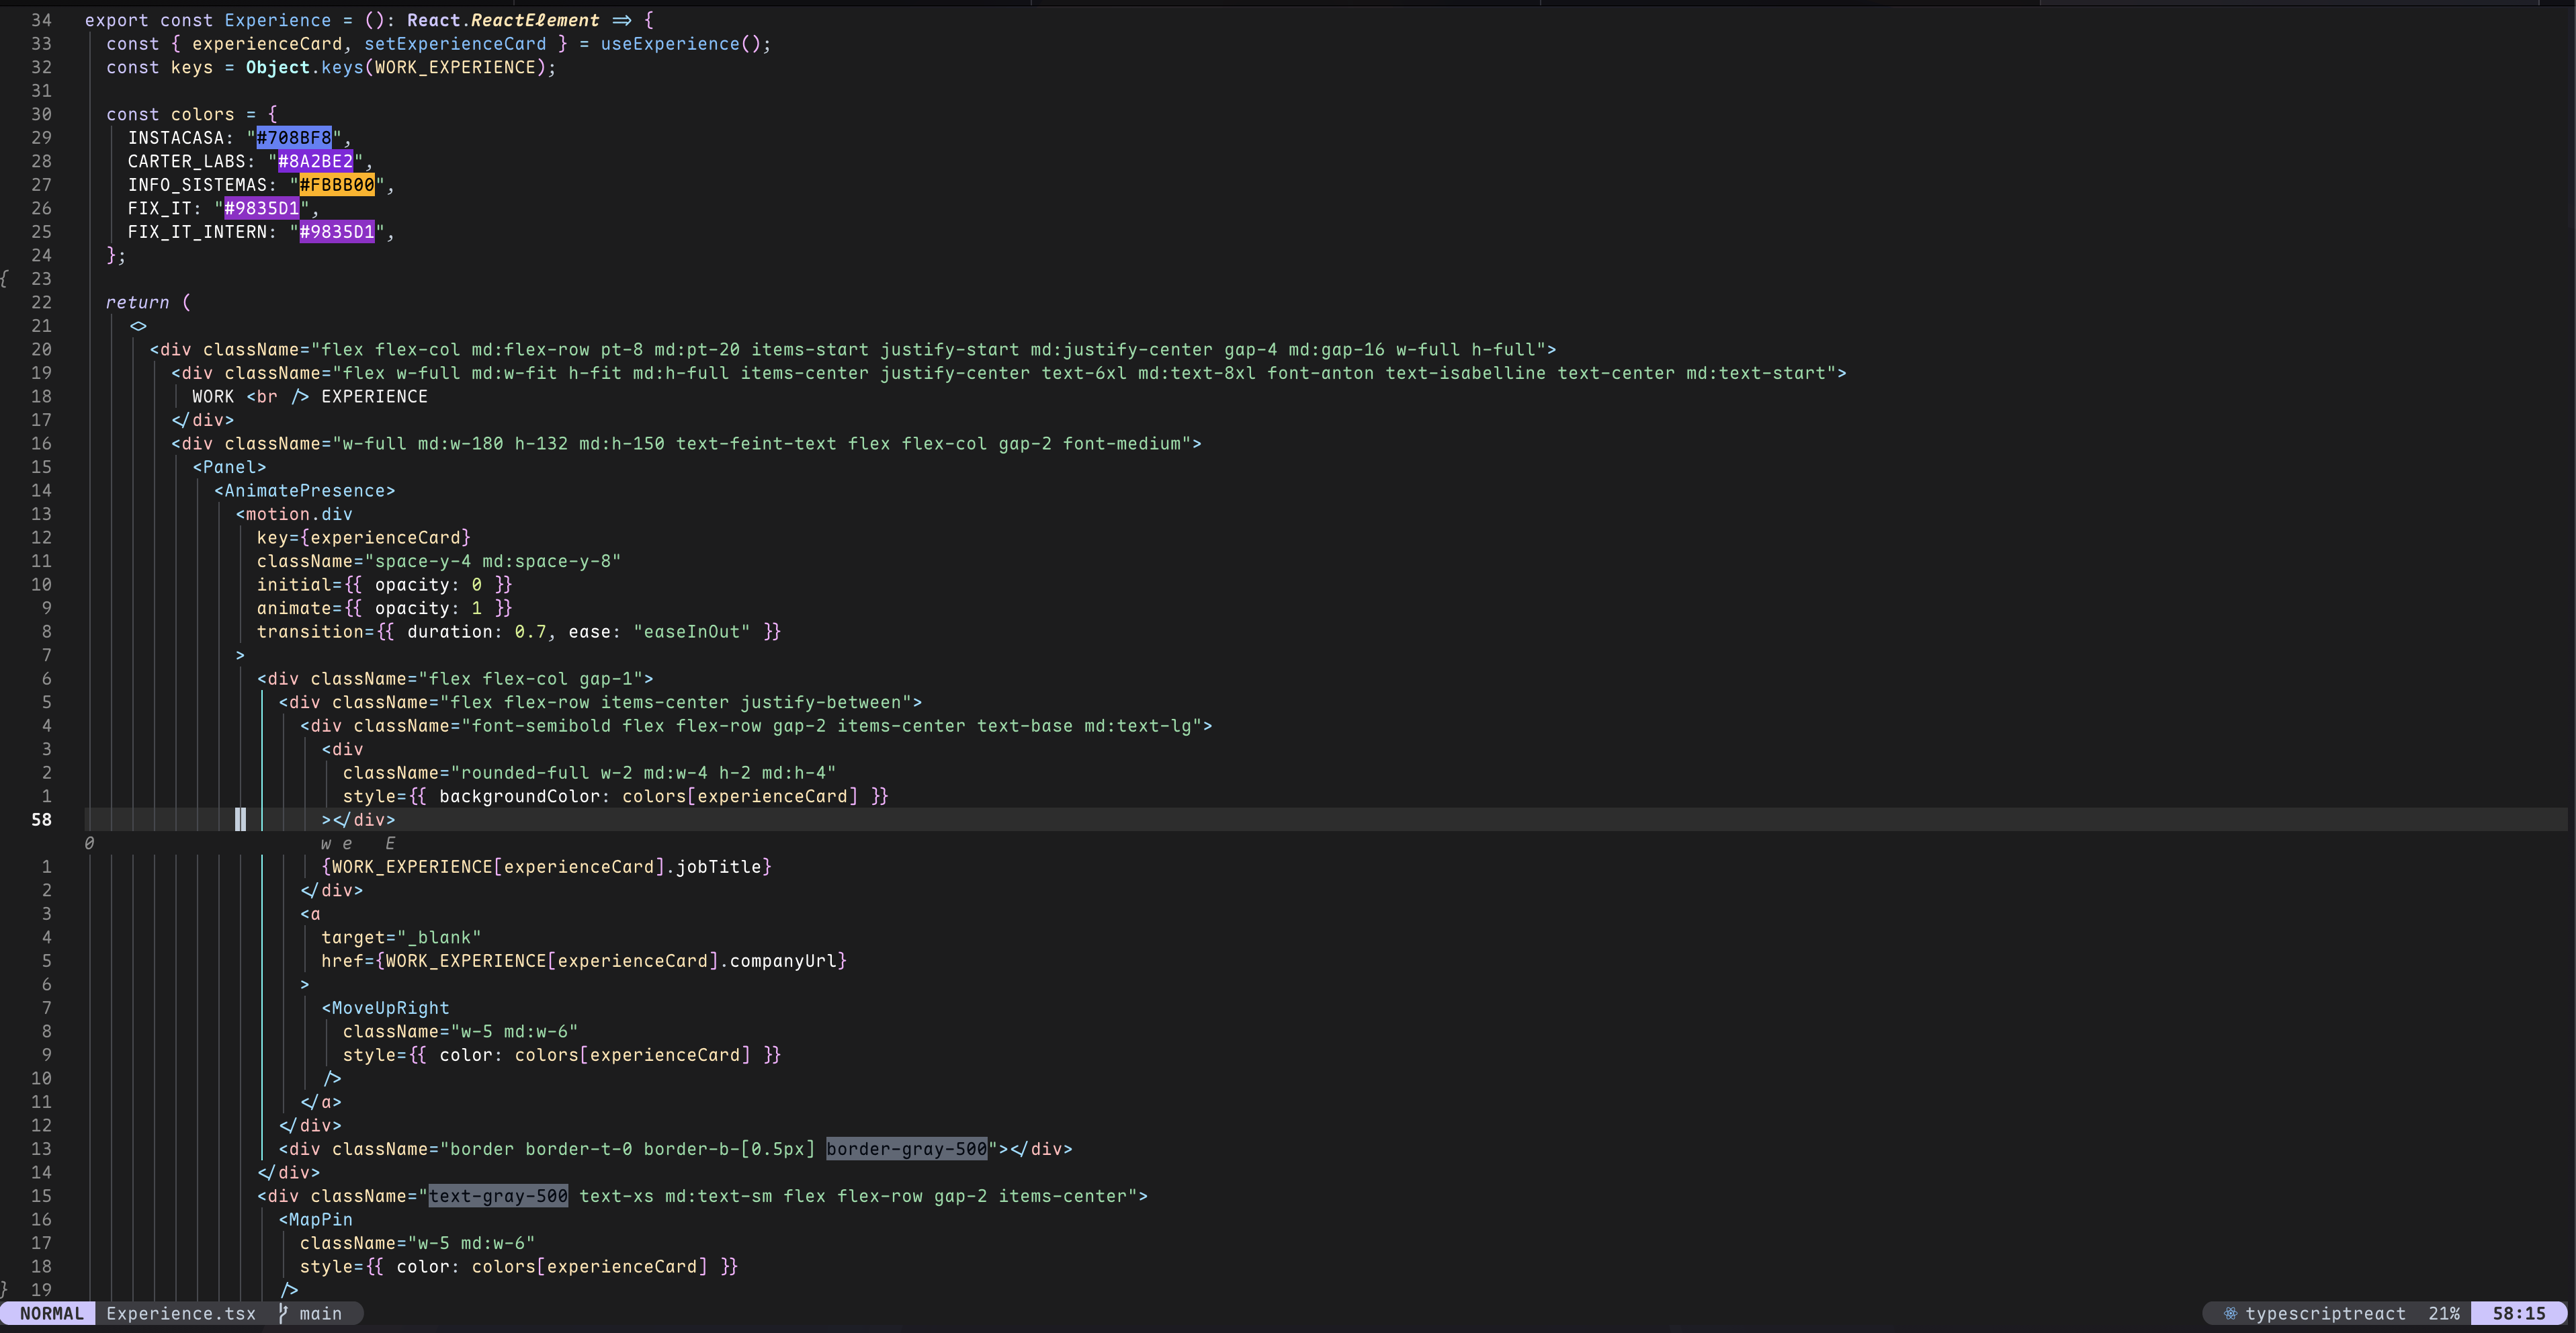 34 export const Experience = (): React.ReactElement => {
33 const { experienceCard, setExperienceCard } = useExperience();
32 const keys = Object.keys(WORK_EXPERIENCE);
31
30 const colors = {
29 INSTACASA: "#708BF8",
28 CARTER_LABS: "#8A2BE2",
27 INFO_SISTEMAS: "#FBBB00",
26 FIX_IT: "#9835D1",
25 FIX_IT_INTERN: "#9835D1",
24 };
{ 23
22 return (
21 <>
20 <div className="flex flex-col md:flex-row pt-8 md:pt-20 items-start justify-start md:justify-center gap-4 md:gap-16 w-full h-full">
19 <div className="flex w-full md:w-fit h-fit md:h-full items-center justify-center text-6xl md:text-8xl font-anton text-isabelline text-center md:text-start">
18 WORK <br /> EXPERIENCE
17 </div>
16 <div className="w-full md:w-180 h-132 md:h-150 text-feint-text flex flex-col gap-2 font-medium">
15 <Panel>
14 <AnimatePresence>
13 <motion.div
12 key={experienceCard}
11 className="space-y-4 md:space-y-8"
10 initial={{ opacity: 0 }}
9 animate={{ opacity: 1 }}
8 transition={{ duration: 0.7, ease: "easeInOut" }}
7 >
6 <div className="flex flex-col gap-1">
5 <div className="flex flex-row items-center justify-between">
4 <div className="font-semibold flex flex-row gap-2 items-center text-base md:text-lg">
3 <div
2 className="rounded-full w-2 md:w-4 h-2 md:h-4"
1 style={{ backgroundColor: colors[experienceCard] }}
58 ></div>
0 w e E
1 {WORK_EXPERIENCE[experienceCard].jobTitle}
2 </div>
3 <a
4 target="_blank"
5 href={WORK_EXPERIENCE[experienceCard].companyUrl}
6 >
7 <MoveUpRight
8 className="w-5 md:w-6"
9 style={{ color: colors[experienceCard] }}
10 />
11 </a>
12 </div>
13 <div className="border border-t-0 border-b-[0.5px] border-gray-500"></div>
14 </div>
15 <div className="text-gray-500 text-xs md:text-sm flex flex-row gap-2 items-center">
16 <MapPin
17 className="w-5 md:w-6"
18 style={{ color: colors[experienceCard] }}
} 19 />
NORMAL Experience.tsx main typescriptreact 21% 58:15